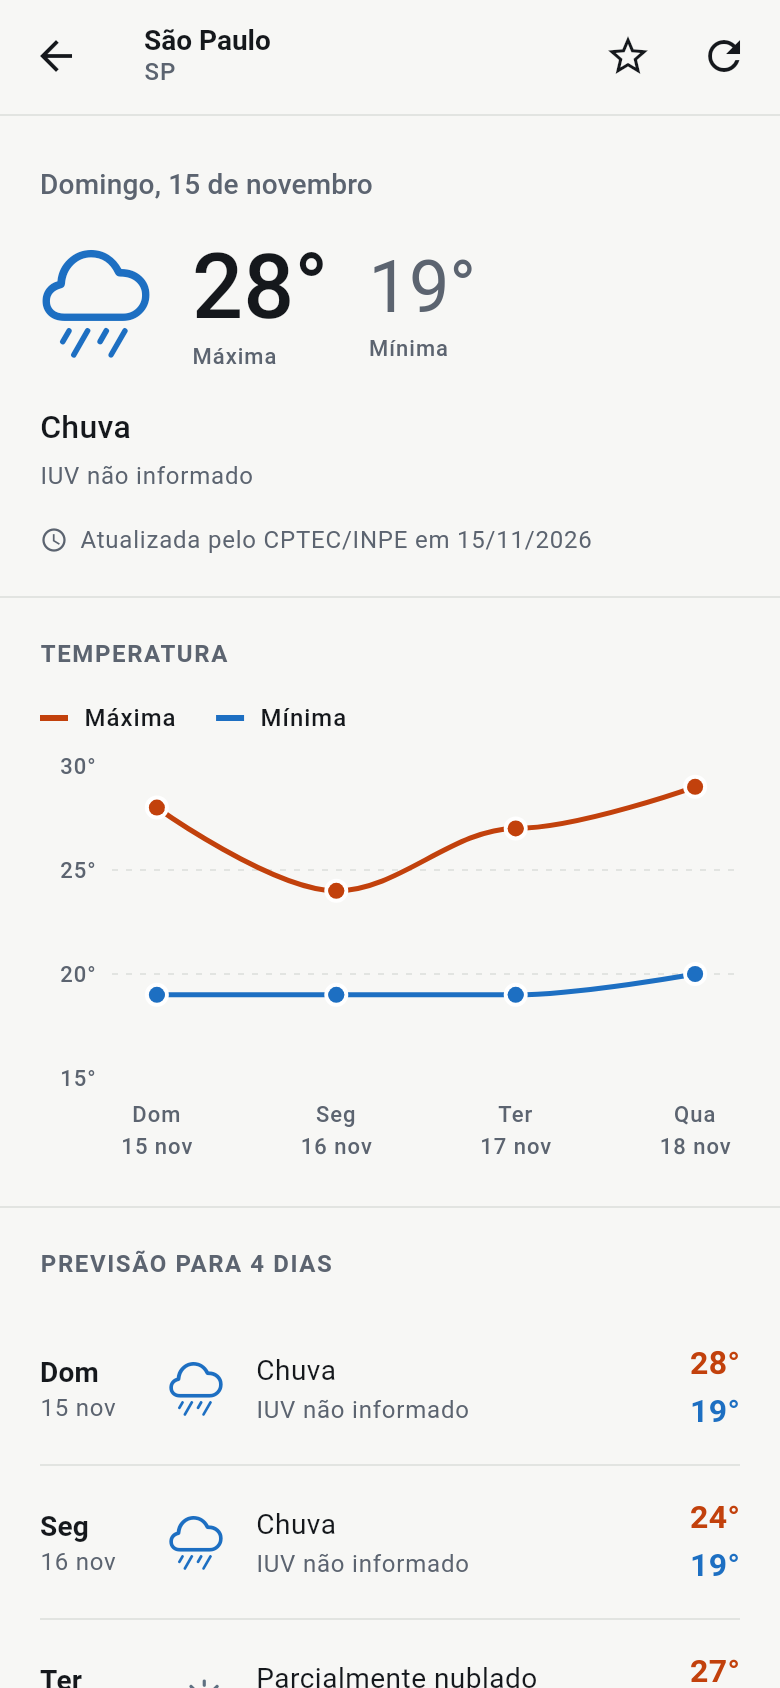 São Paulo
SP
Domingo, 15 de novembro
28° 19°
Máxima Mínima
Chuva
IUV não informado
Atualizada pelo CPTEC/INPE em 15/11/2026
TEMPERATURA
Máxima Mínima
30°
25°
20°
15°
Dom Seg Ter Qua
15 nov 16 nov 17 nov 18 nov
PREVISÃO PARA 4 DIAS
Dom Chuva 28°
15 nov IUV não informado 19°
Seg Chuva 24°
16 nov IUV não informado 19°
Ter Parcialmente nublado 27°